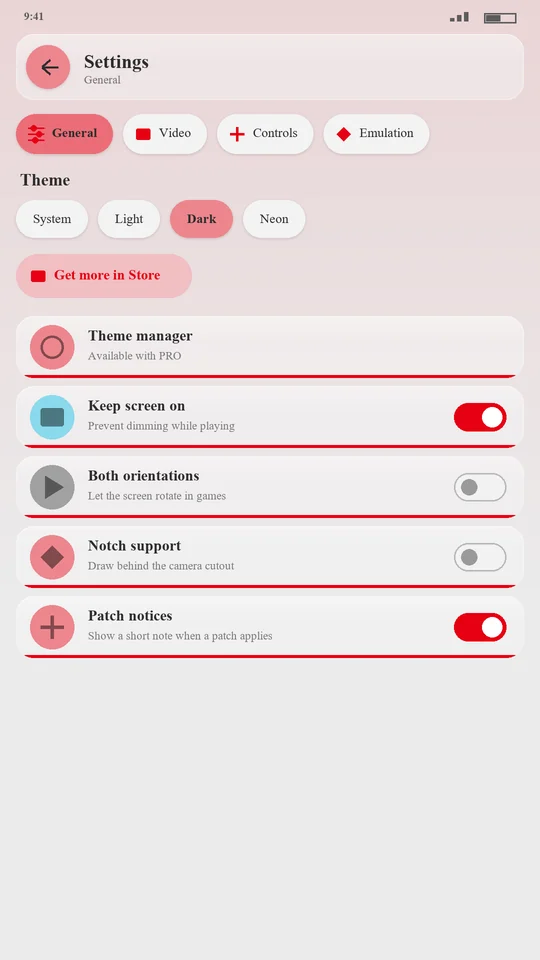 9:41
Settings
General
General
Video
Controls
Emulation
Theme
System
Light
Dark
Neon
Get more in Store
Theme manager
Available with PRO
Keep screen on
Prevent dimming while playing
Both orientations
Let the screen rotate in games
Notch support
Draw behind the camera cutout
Patch notices
Show a short note when a patch applies